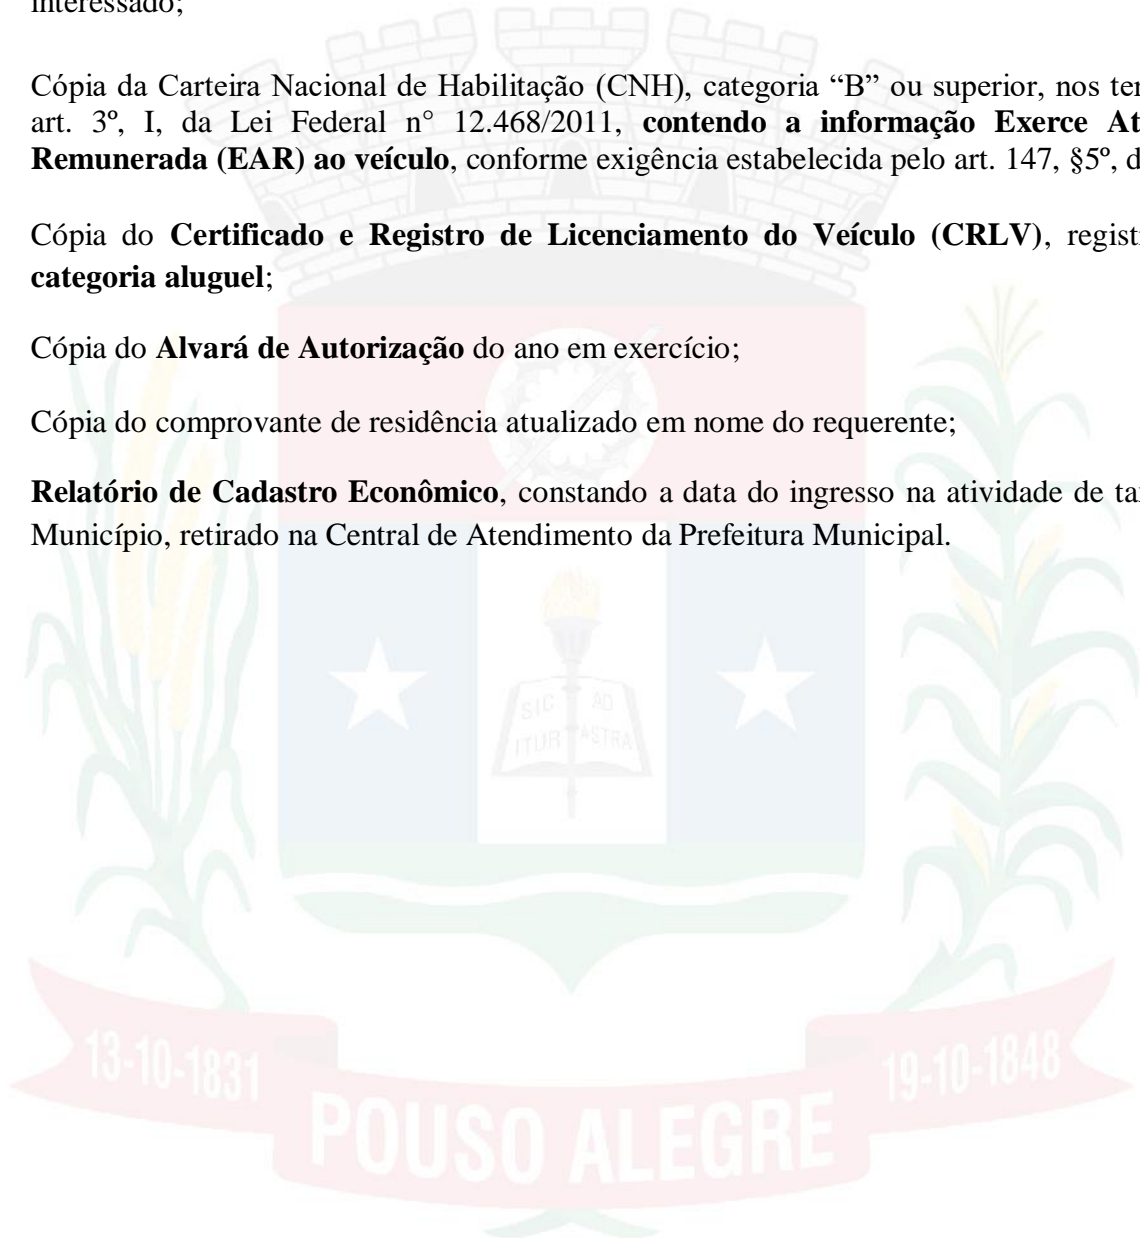 interessado;
Cópia da Carteira Nacional de Habilitação (CNH), categoria “B” ou superior, nos
art. 3º, I, da Lei Federal n° 12.468/2011, contendo a informação Exerce
Remunerada (EAR) ao veículo, conforme exigência estabelecida pelo art. 147, §5º,
Cópia do Certificado e Registro de Licenciamento do Veículo (CRLV),
categoria aluguel;
Cópia do Alvará de Autorização do ano em exercício;
Cópia do comprovante de residência atualizado em nome do requerente;
Relatório de Cadastro Econômico, constando a data do ingresso na atividade de
Município, retirado na Central de Atendimento da Prefeitura Municipal.
SIC AD
ITUR ASTRA
13-10-1831
19-10-1848
POUSO ALEGRE